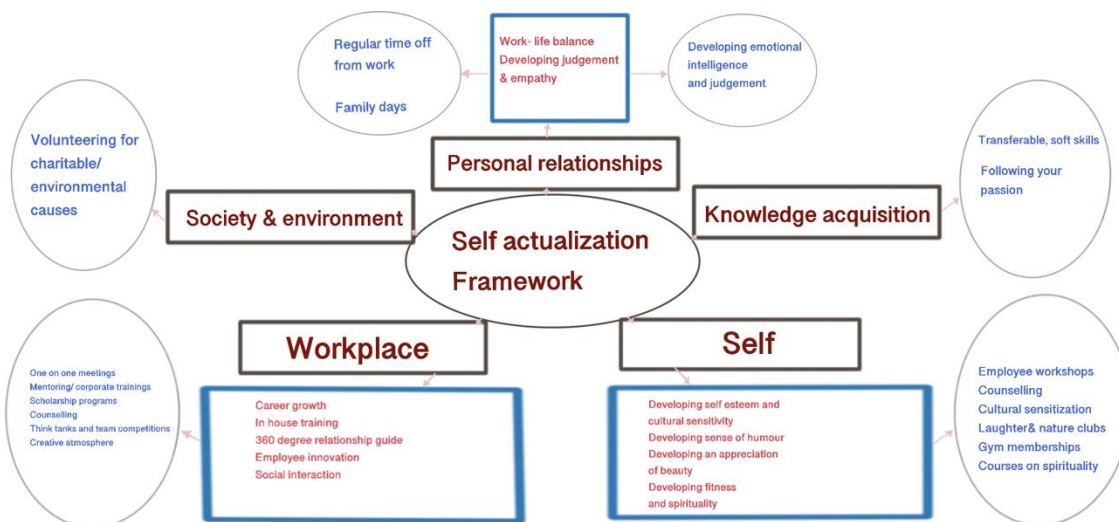 Regular time off
from work
Family days
Work- life balance
Developing judgement
& empathy
Developing emotional
intelligence
and judgement
Volunteering for
charitable/
environmental
causes
Society & environment
Personal relationships
Knowledge acquisition
Transferable, soft skills
Following your
passion
Self actualization
Framework
Workplace
Self
One on one meetings
Mentoring/ corporate trainings
Scholarship programs
Counselling
Think tanks and team competitions
Creative atmosphere
Career growth
In house training
360 degree relationship guide
Employee innovation
Social interaction
Developing self esteem and
cultural sensitivity
Developing sense of humour
Developing an appreciation
of beauty
Developing fitness
and spirituality
Employee workshops
Counselling
Cultural sensitization
Laughter& nature clubs
Gym memberships
Courses on spirituality